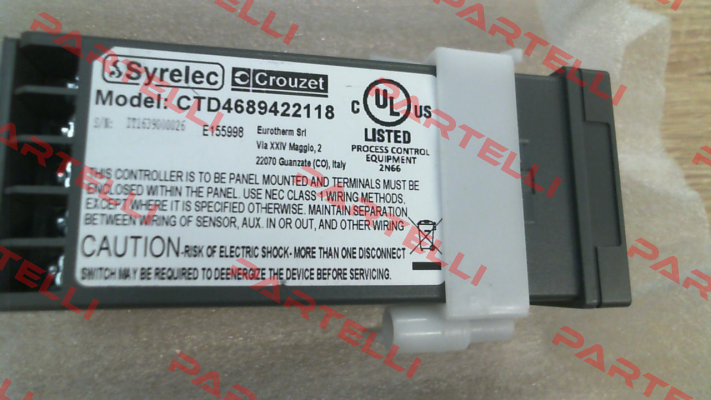 Syrelec Crouzet
Model: CTD4689422118
S/N: IT1639000026 E155998 Eurotherm Srl
Via XXIV Maggio, 2
22070 Guanzate (CO), Italy
C UL US
LISTED
PROCESS CONTROL
EQUIPMENT
2N66
THIS CONTROLLER IS TO BE PANEL MOUNTED AND TERMINALS MUST BE
ENCLOSED WITHIN THE PANEL. USE NEC CLASS 1 WIRING METHODS,
EXCEPT WHERE IT IS SPECIFIED OTHERWISE. MAINTAIN SEPARATION
BETWEEN WIRING OF SENSOR, AUX. IN OR OUT, AND OTHER WIRING
CAUTION -RISK OF ELECTRIC SHOCK- MORE THAN ONE DISCONNECT
SWITCH MAY BE REQUIRED TO DEENERGIZE THE DEVICE BEFORE SERVICING.
PARTELLI
PARTELLI
PARTELLI
PARTELLI
PARTELLI
PARTELLI
PARTELLI